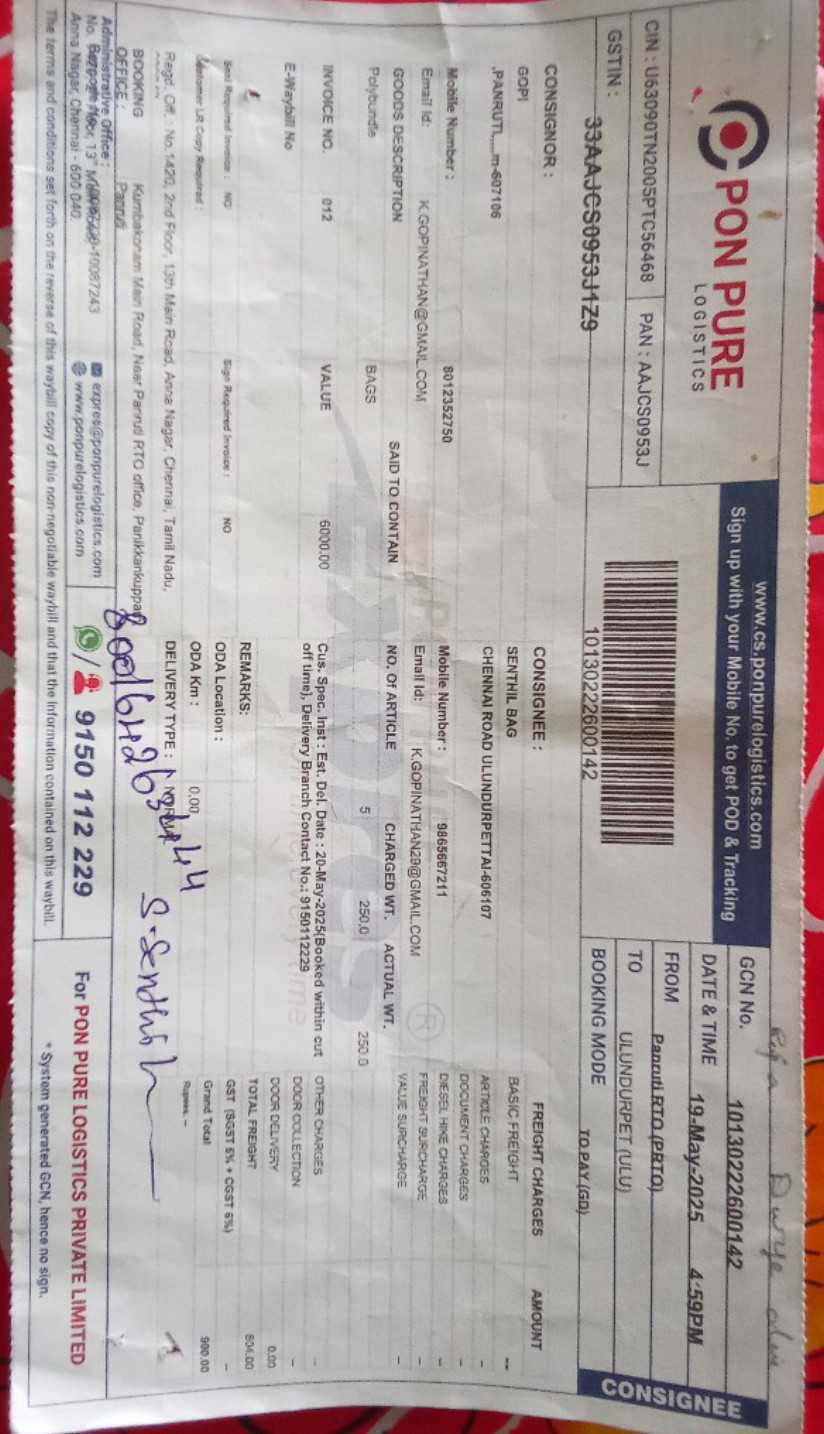 PON PURE
LOGISTICS
CIN : U63090TN2005PTC56468 PAN : AAJCS0953J
GSTIN :
33AAJCS0953J1Z9
www.cs.ponpurelogistics.com
Sign up with your Mobile No. to get POD & Tracking
10130222600142
GCN No. 10130222600142
DATE & TIME 19-May-2025 4:59PM
FROM Panruti RTO (PRTO)
TO ULUNDURPET (ULU)
BOOKING MODE TO PAY (GD)
CONSIGNEE
CONSIGNOR :
GOPI
,PANRUTI,,,,,m-607106
Mobile Number : 8012352750
Email Id: K.GOPINATHAN@GMAIL.COM
CONSIGNEE :
SENTHIL BAG
CHENNAI ROAD ULUNDURPETTAI-606107
Mobile Number : 9865667211
Email Id: K.GOPINATHAN29@GMAIL.COM
GOODS DESCRIPTION SAID TO CONTAIN NO. Of ARTICLE CHARGED WT. ACTUAL WT.
Polybundle BAGS 5 250.0 250.0
INVOICE NO. 012 VALUE 6000.00
E-Waybill No
Cus. Spec. Inst : Est. Del. Date : 20-May-2025(Booked within cut
off time), Delivery Branch Contact No.: 9150112229
Seal Required Invoice : NO Sign Required Invoice : NO
Customer LR Copy Required :
REMARKS:
ODA Location :
ODA Km : 0.00
DELIVERY TYPE :
FREIGHT CHARGES AMOUNT
BASIC FREIGHT --
ARTICLE CHARGES –
DOCUMENT CHARGES –
DIESEL HIKE CHARGES –
FREIGHT SURCHARGE –
VALUE SURCHARGE –
OTHER CHARGES –
DOOR COLLECTION –
DOOR DELIVERY 0.00
TOTAL FREIGHT 804.00
GST (SGST 6% + CGST 6%) –
Grand Total 900.00
Rupees. –
Regd. Off : No.1420, 2nd Floor, 13th Main Road, Anna Nagar, Chennai, Tamil Nadu,
BOOKING Kumbakonam Main Road, Near Panruti RTO office, Panikkankuppam
OFFICE : Panruti
S. Senthil
Administrative Office :
Anna Nagar, Chennai - 600 040.
expres@ponpurelogistics.com
www.ponpurelogistics.com
9150 112 229
For PON PURE LOGISTICS PRIVATE LIMITED
The terms and conditions set forth on the reverse of this waybill copy of this non-negotiable waybill and that the Information contained on this waybill.
* System generated GCN, hence no sign.